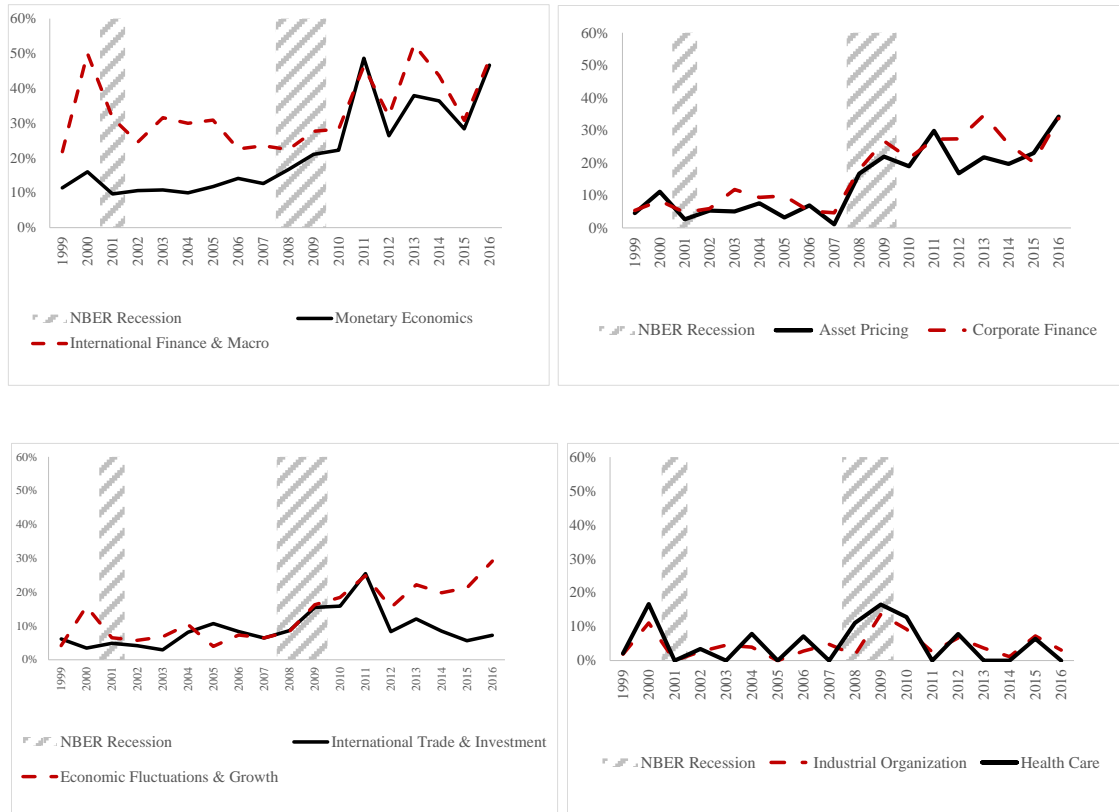 60%
50%
40%
30%
20%
10%
0%
1999 2000 2001 2002 2003 2004 2005 2006 2007 2008 2009 2010 2011 2012 2013 2014 2015 2016
NBER Recession Monetary Economics
International Finance & Macro
60%
50%
40%
30%
20%
10%
0%
1999 2000 2001 2002 2003 2004 2005 2006 2007 2008 2009 2010 2011 2012 2013 2014 2015 2016
NBER Recession Asset Pricing Corporate Finance
60%
50%
40%
30%
20%
10%
0%
1999 2000 2001 2002 2003 2004 2005 2006 2007 2008 2009 2010 2011 2012 2013 2014 2015 2016
NBER Recession International Trade & Investment
Economic Fluctuations & Growth
60%
50%
40%
30%
20%
10%
0%
1999 2000 2001 2002 2003 2004 2005 2006 2007 2008 2009 2010 2011 2012 2013 2014 2015 2016
NBER Recession Industrial Organization Health Care